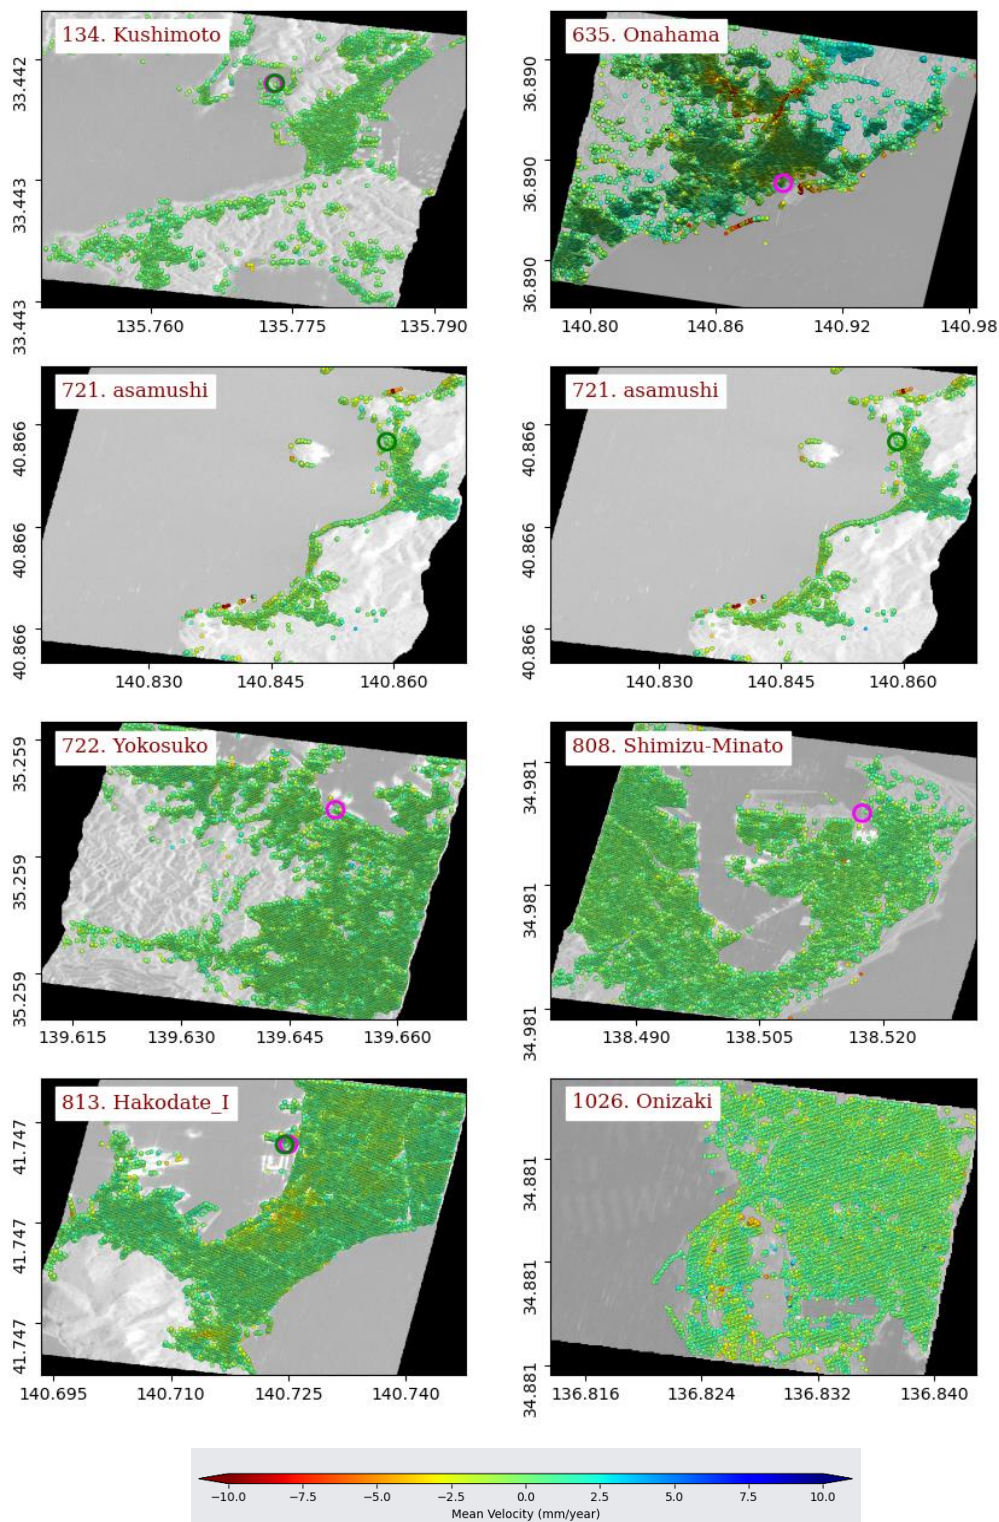 134. Kushimoto
635. Onahama
33.442
33.443
33.443
135.760 135.775 135.790
36.890
36.890
36.890
140.80 140.86 140.92 140.98
721. asamushi
721. asamushi
40.866
40.866
40.866
140.830 140.845 140.860
40.866
40.866
40.866
140.830 140.845 140.860
722. Yokosuko
808. Shimizu-Minato
35.259
35.259
35.259
139.615 139.630 139.645 139.660
34.981
34.981
34.981
138.490 138.505 138.520
813. Hakodate_I
1026. Onizaki
41.747
41.747
41.747
140.695 140.710 140.725 140.740
34.881
34.881
34.881
136.816 136.824 136.832 136.840
−10.0 −7.5 −5.0 −2.5 0.0 2.5 5.0 7.5 10.0
Mean Velocity (mm/year)